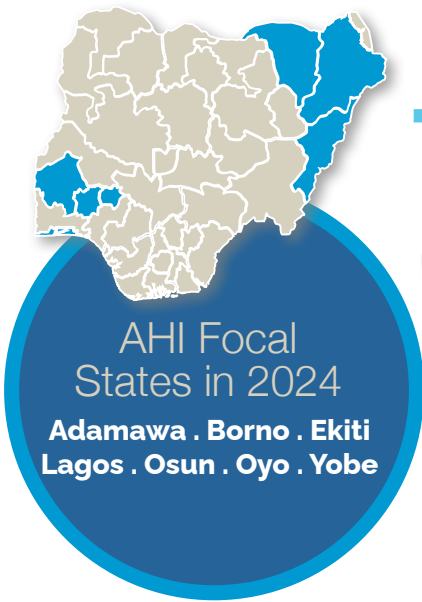 AHI Focal
States in 2024
Adamawa . Borno . Ekiti
Lagos . Osun . Oyo . Yobe